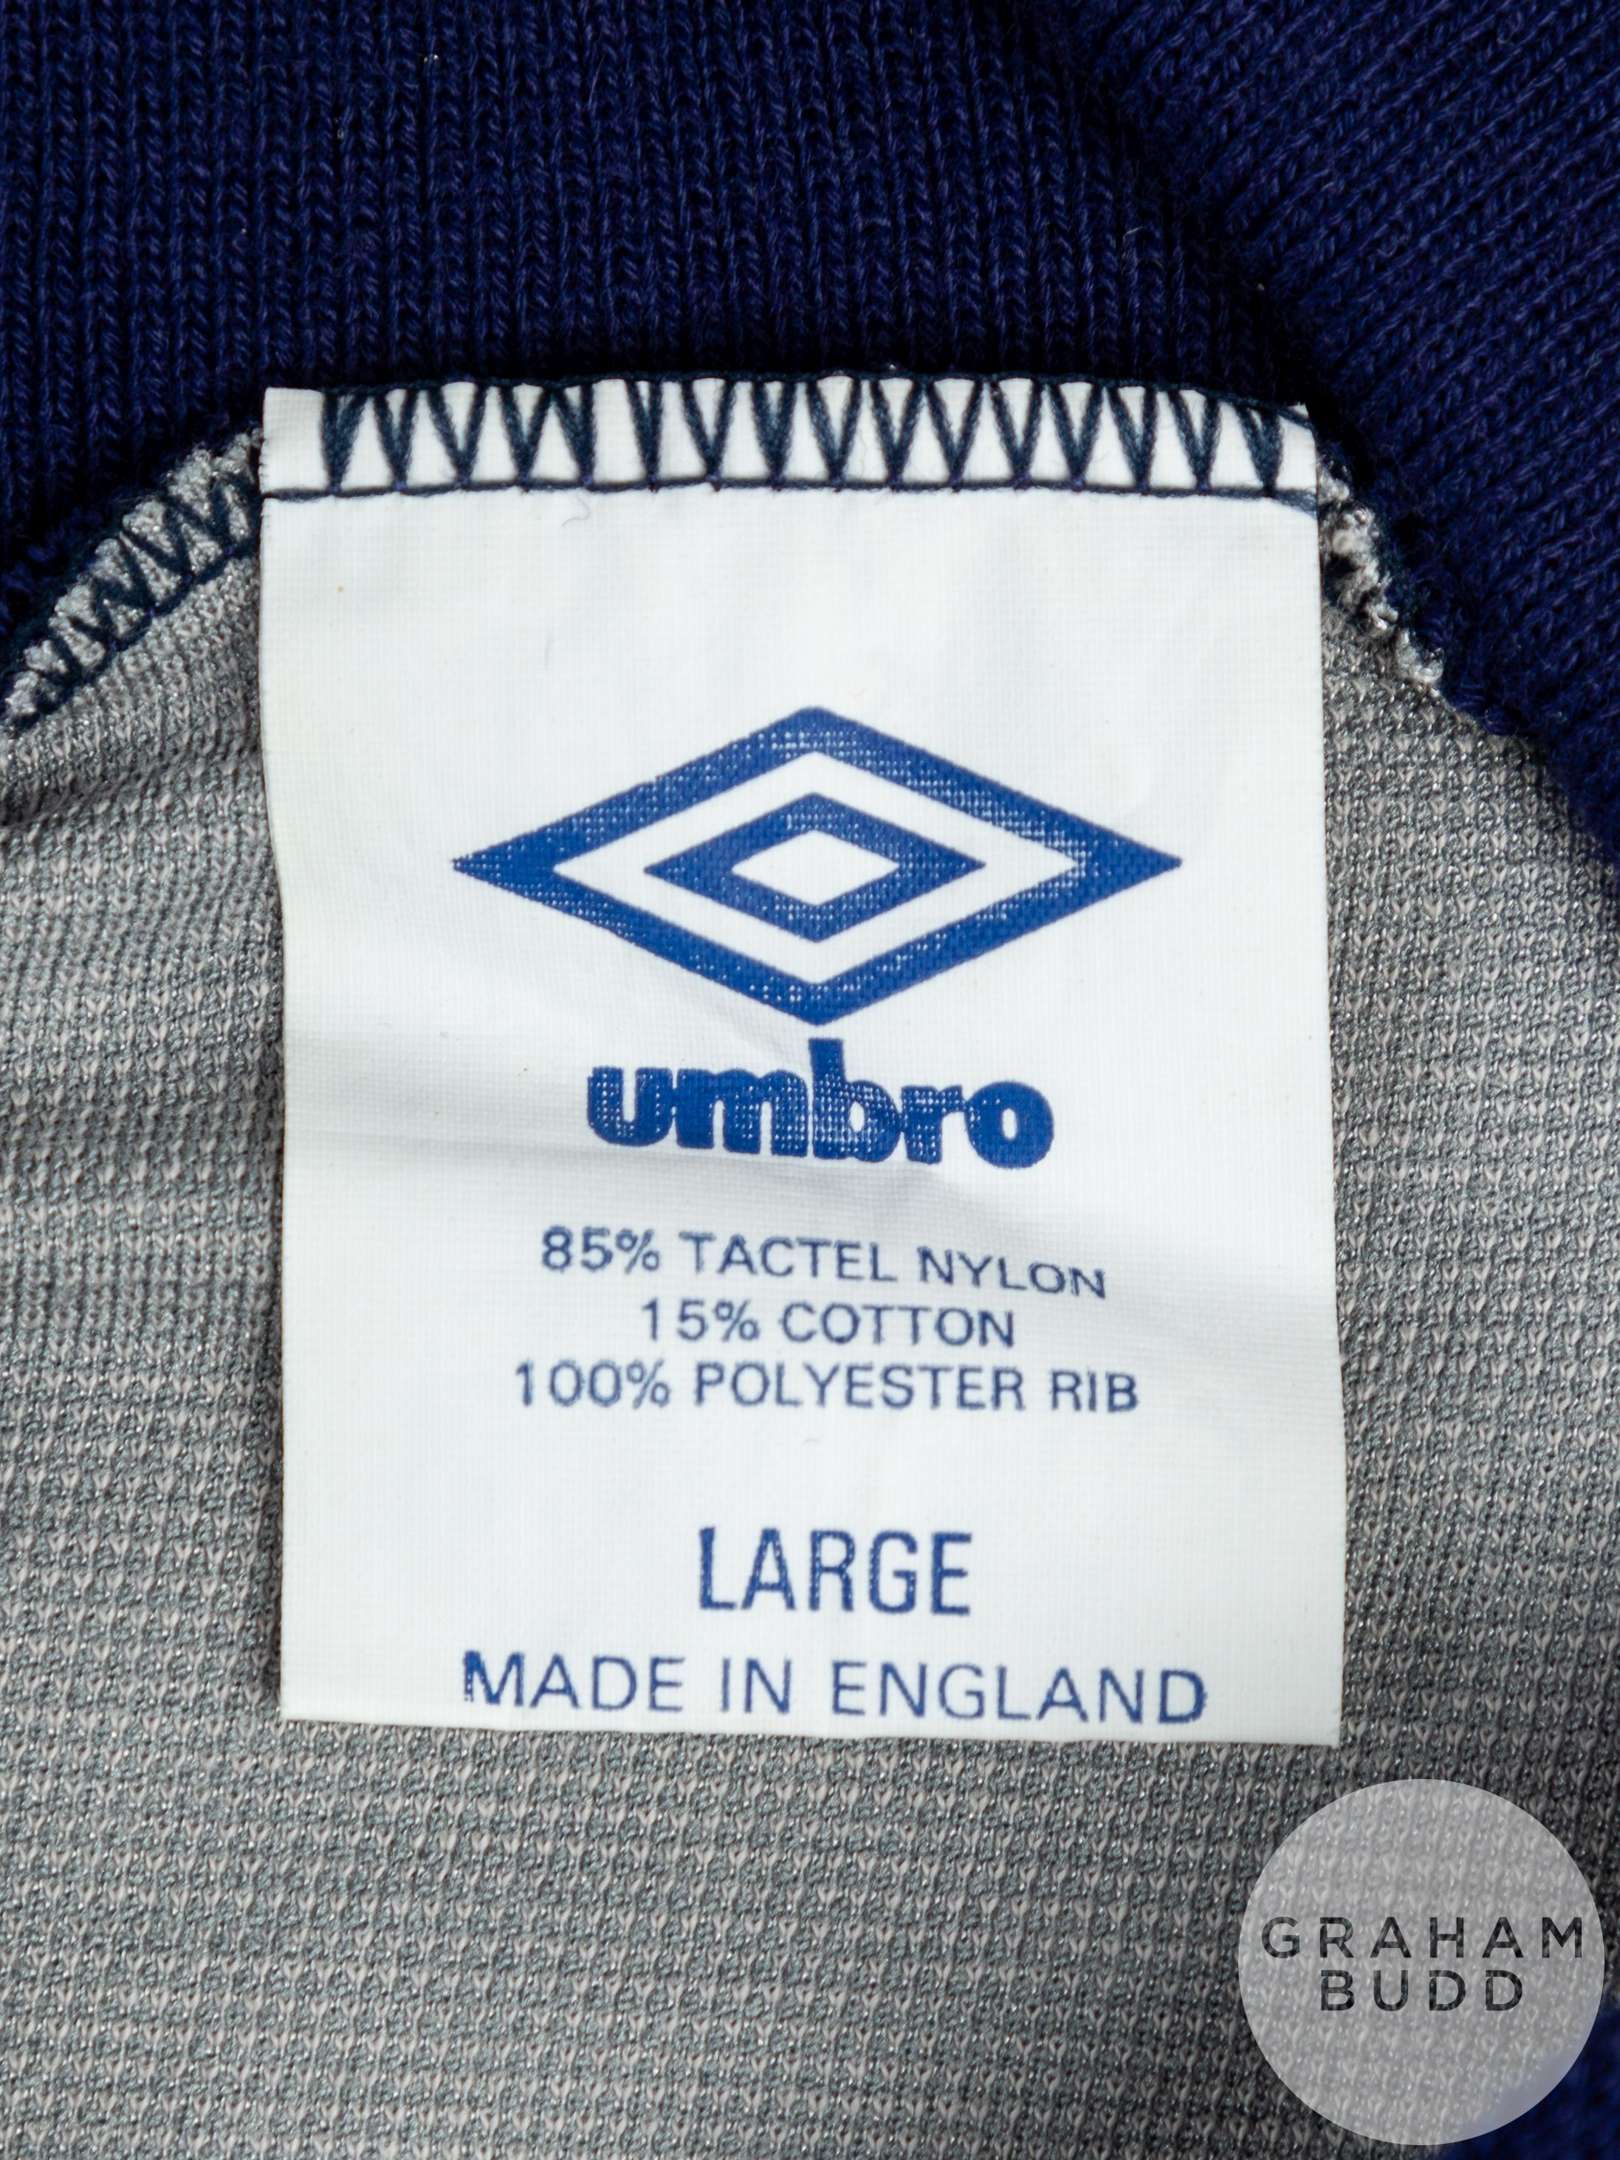 umbro
85% TACTEL NYLON
15% COTTON
100% POLYESTER RIB
LARGE
MADE IN ENGLAND
GRAHAM
BUDD